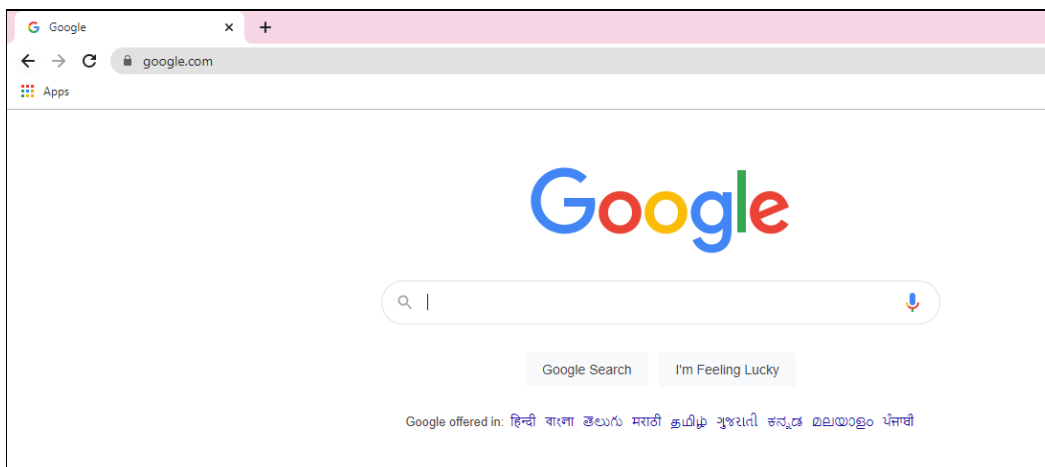 Google
google.com
Apps
Google
Google Search I'm Feeling Lucky
Google offered in: हिन्दी বাংলা తెలుగు मराठी தமிழ் ગુજરાતી ಕನ್ನಡ മലയാളം ਪੰਜਾਬੀ